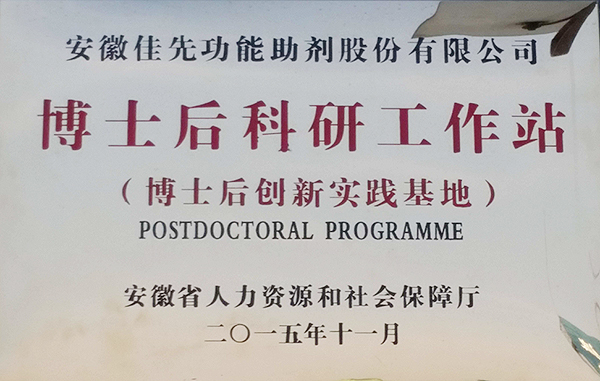 安徽佳先功能助剂股份有限公司
博士后科研工作站
（博士后创新实践基地）
POSTDOCTORAL PROGRAMME
安徽省人力资源和社会保障厅
二〇一五年十一月